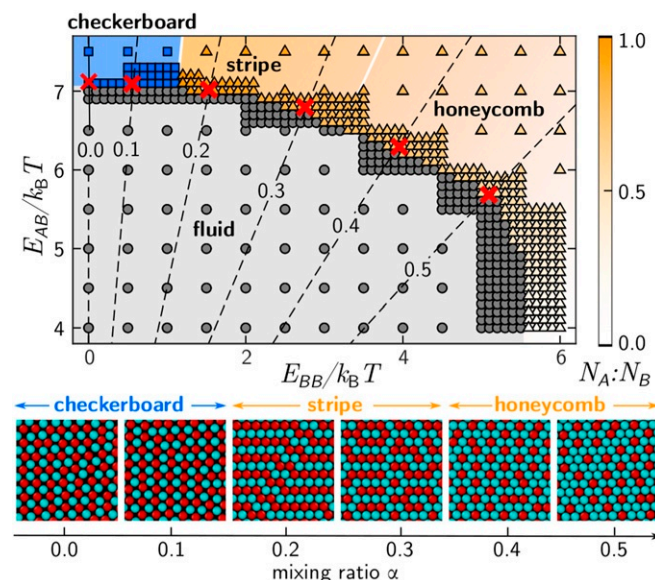 checkerboard
stripe
honeycomb
fluid
0.0
0.1
0.2
0.3
0.4
0.5
7
6
5
4
E_AB/k_BT
0 2 4 6
E_BB/k_BT
1.0
0.5
0.0
N_A:N_B
checkerboard stripe honeycomb
0.0 0.1 0.2 0.3 0.4 0.5
mixing ratio α